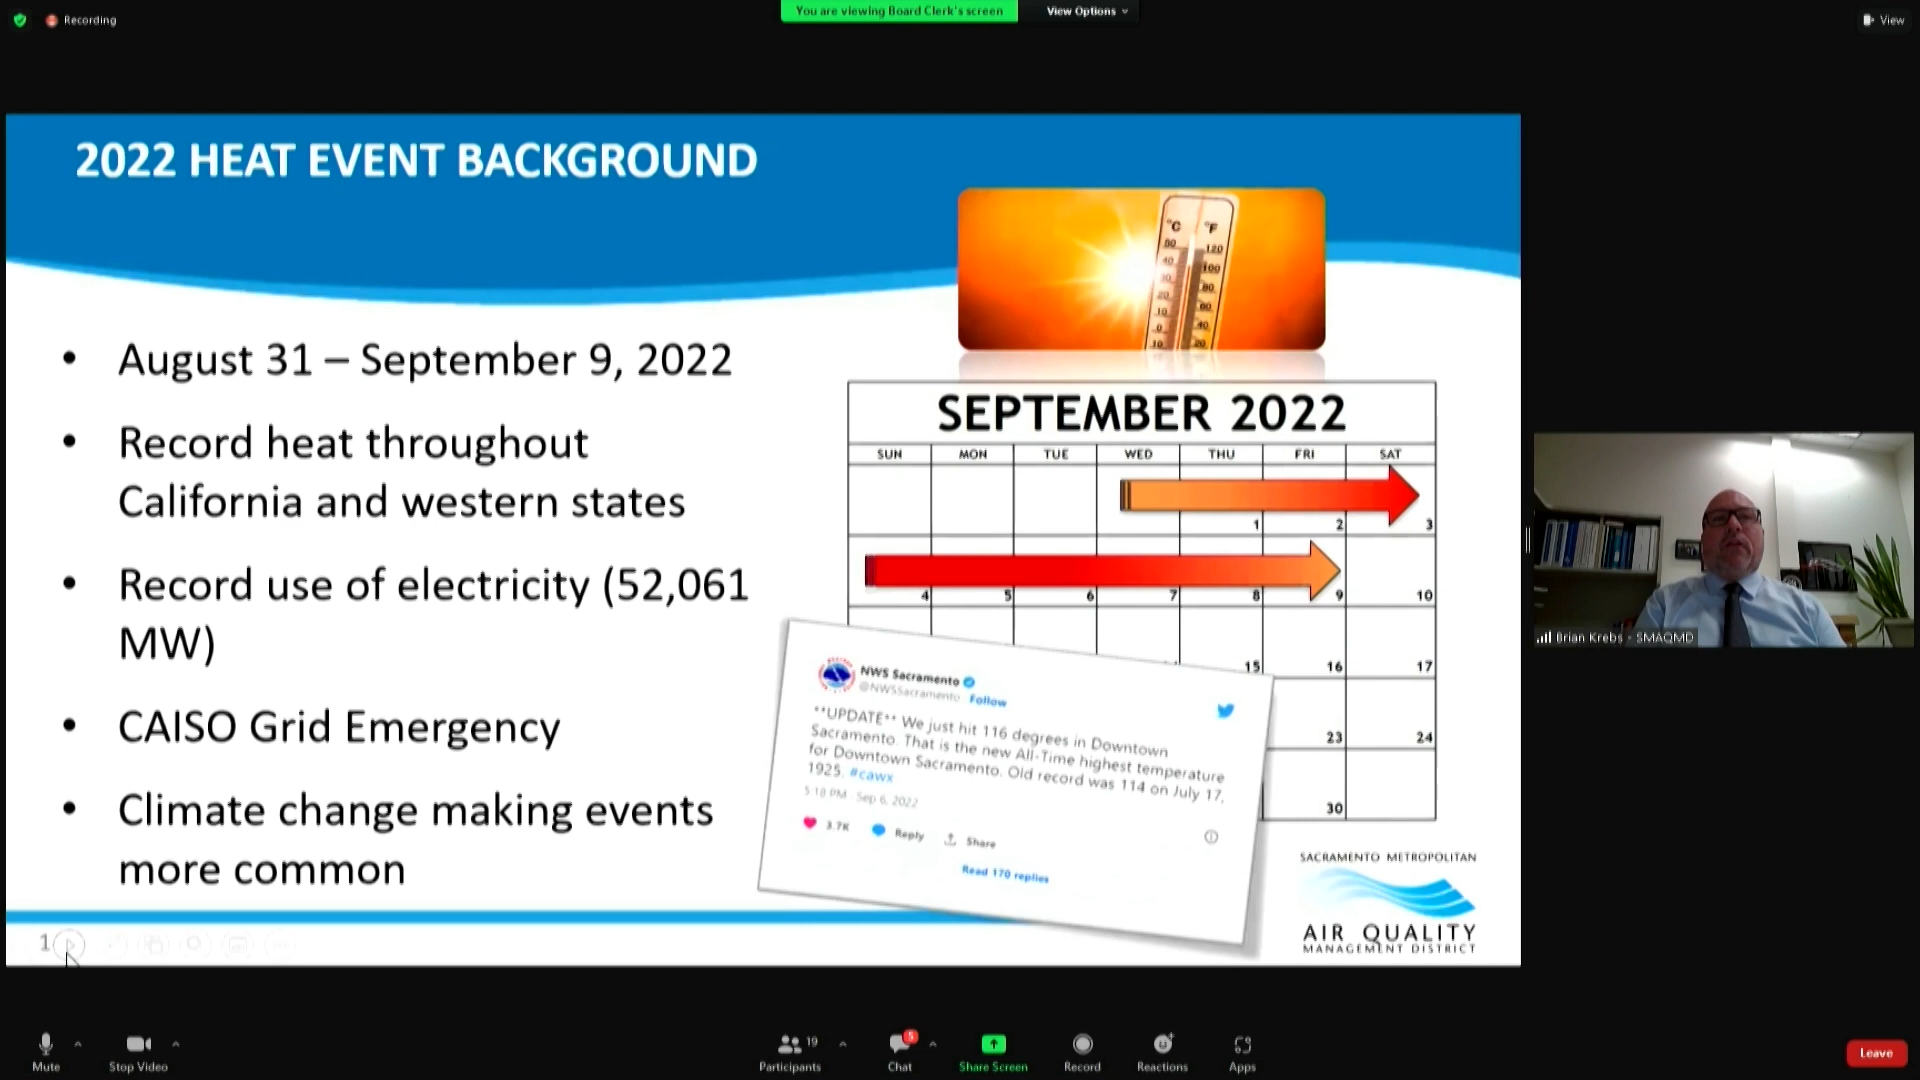 Recording
You are viewing Board Clerk's screen
View Options
View
2022 HEAT EVENT BACKGROUND
°C °F
• August 31 – September 9, 2022
• Record heat throughout
California and western states
• Record use of electricity (52,061
MW)
• CAISO Grid Emergency
• Climate change making events
more common
SEPTEMBER 2022
SUN MON TUE WED THU FRI SAT
1 2 3
4 5 6 7 8 9 10
15 16 17
23 24
30
NWS Sacramento
@NWSSacramento Follow
**UPDATE** We just hit 116 degrees in Downtown
Sacramento. That is the new All-Time highest temperature
for Downtown Sacramento. Old record was 114 on July 17,
1925. #cawx
5:18 PM · Sep 6, 2022
3.7K Reply Share
Read 170 replies
SACRAMENTO METROPOLITAN
AIR QUALITY
MANAGEMENT DISTRICT
1
Brian Krebs - SMAQMD
Mute
Stop Video
Participants 19
Chat 5
Share Screen
Record
Reactions
Apps
Leave